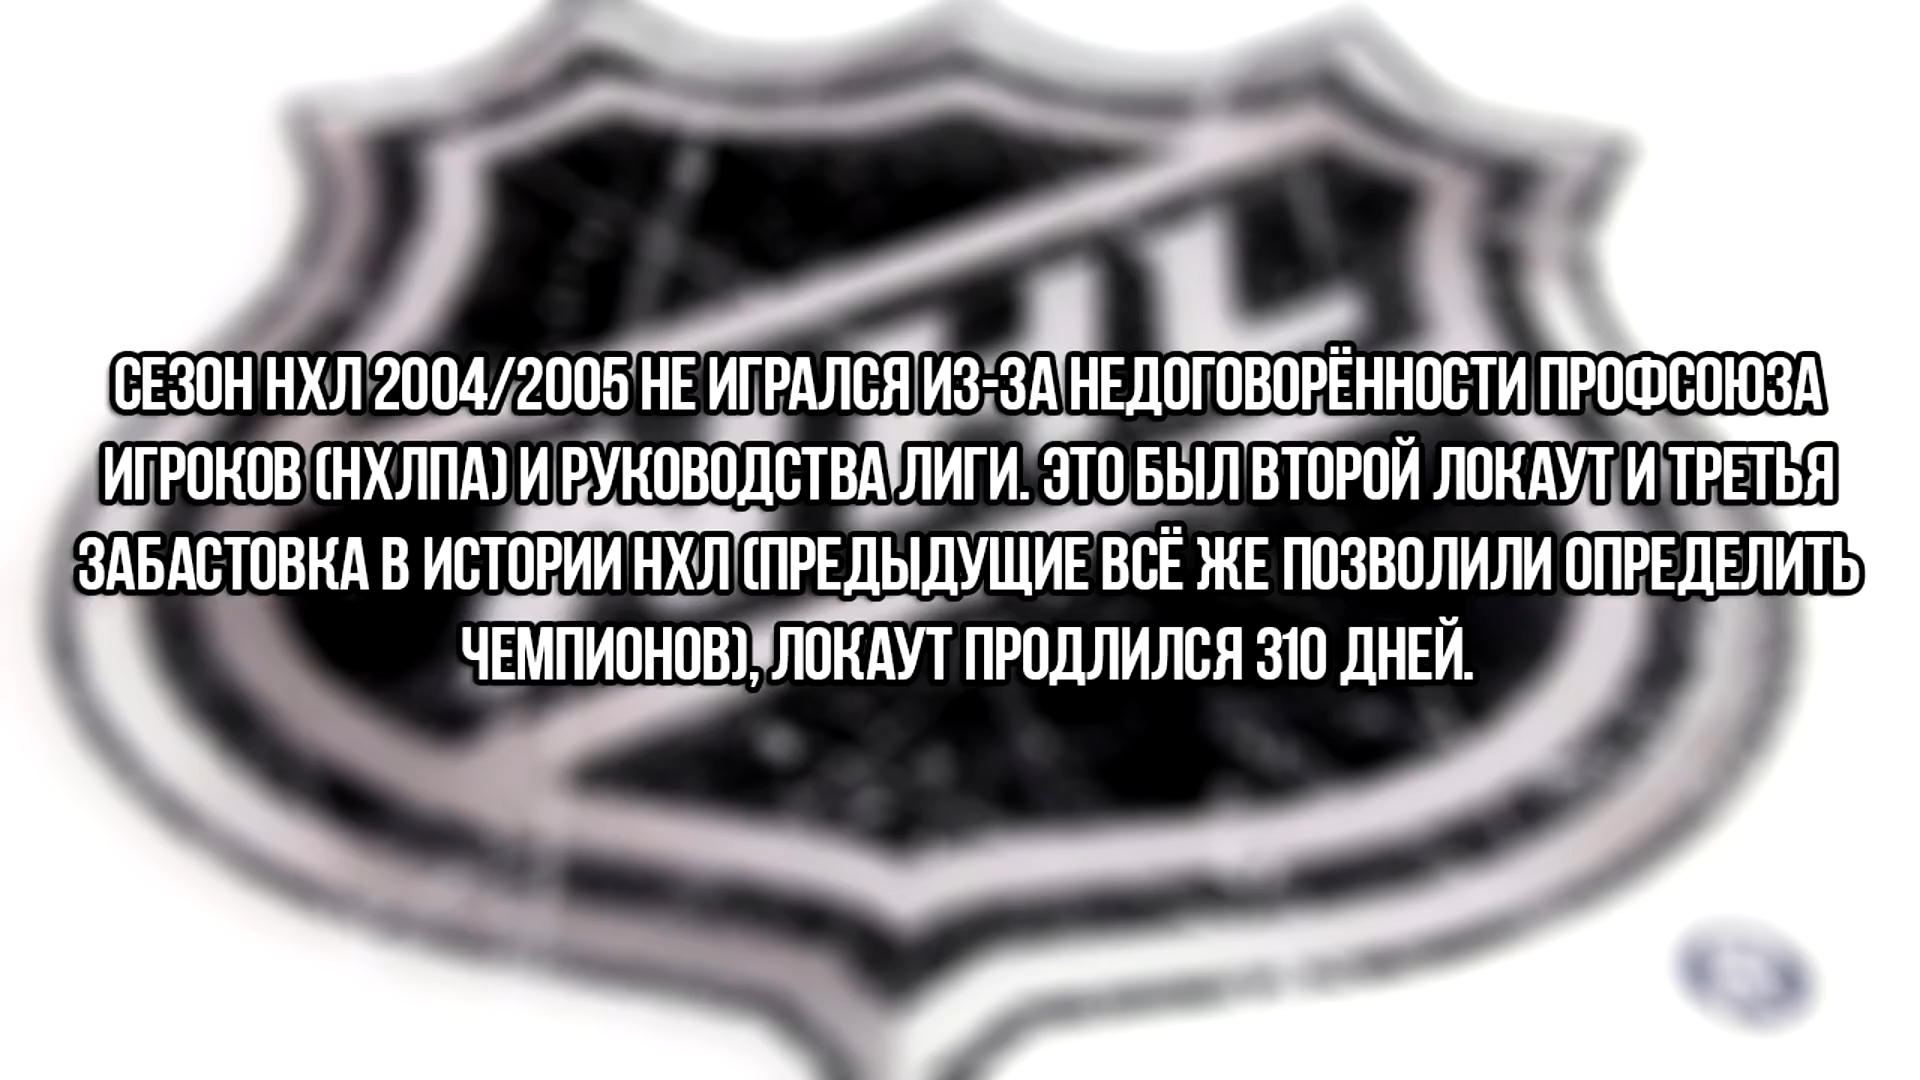 СЕЗОН НХЛ 2004/2005 НЕ ИГРАЛСЯ ИЗ-ЗА НЕДОГОВОРЁННОСТИ ПРОФСОЮЗА
ИГРОКОВ (НХЛПА) И РУКОВОДСТВА ЛИГИ. ЭТО БЫЛ ВТОРОЙ ЛОКАУТ И ТРЕТЬЯ
ЗАБАСТОВКА В ИСТОРИИ НХЛ (ПРЕДЫДУЩИЕ ВСЁ ЖЕ ПОЗВОЛИЛИ ОПРЕДЕЛИТЬ
ЧЕМПИОНОВ), ЛОКАУТ ПРОДЛИЛСЯ 310 ДНЕЙ.